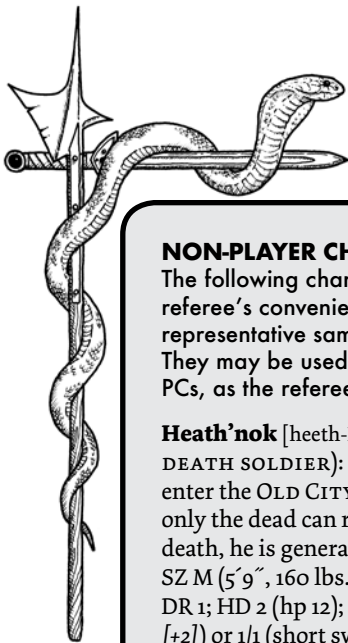 NON-PLAYER CH
The following char
referee's convenie
representative sam
They may be used
PCs, as the referee
Heath'nok [heeth-
DEATH SOLDIER):
enter the OLD CITY
only the dead can r
death, he is general
SZ M (5´9˝, 160 lbs.
DR 1; HD 2 (hp 12);
[+2]) or 1/1 (short sw